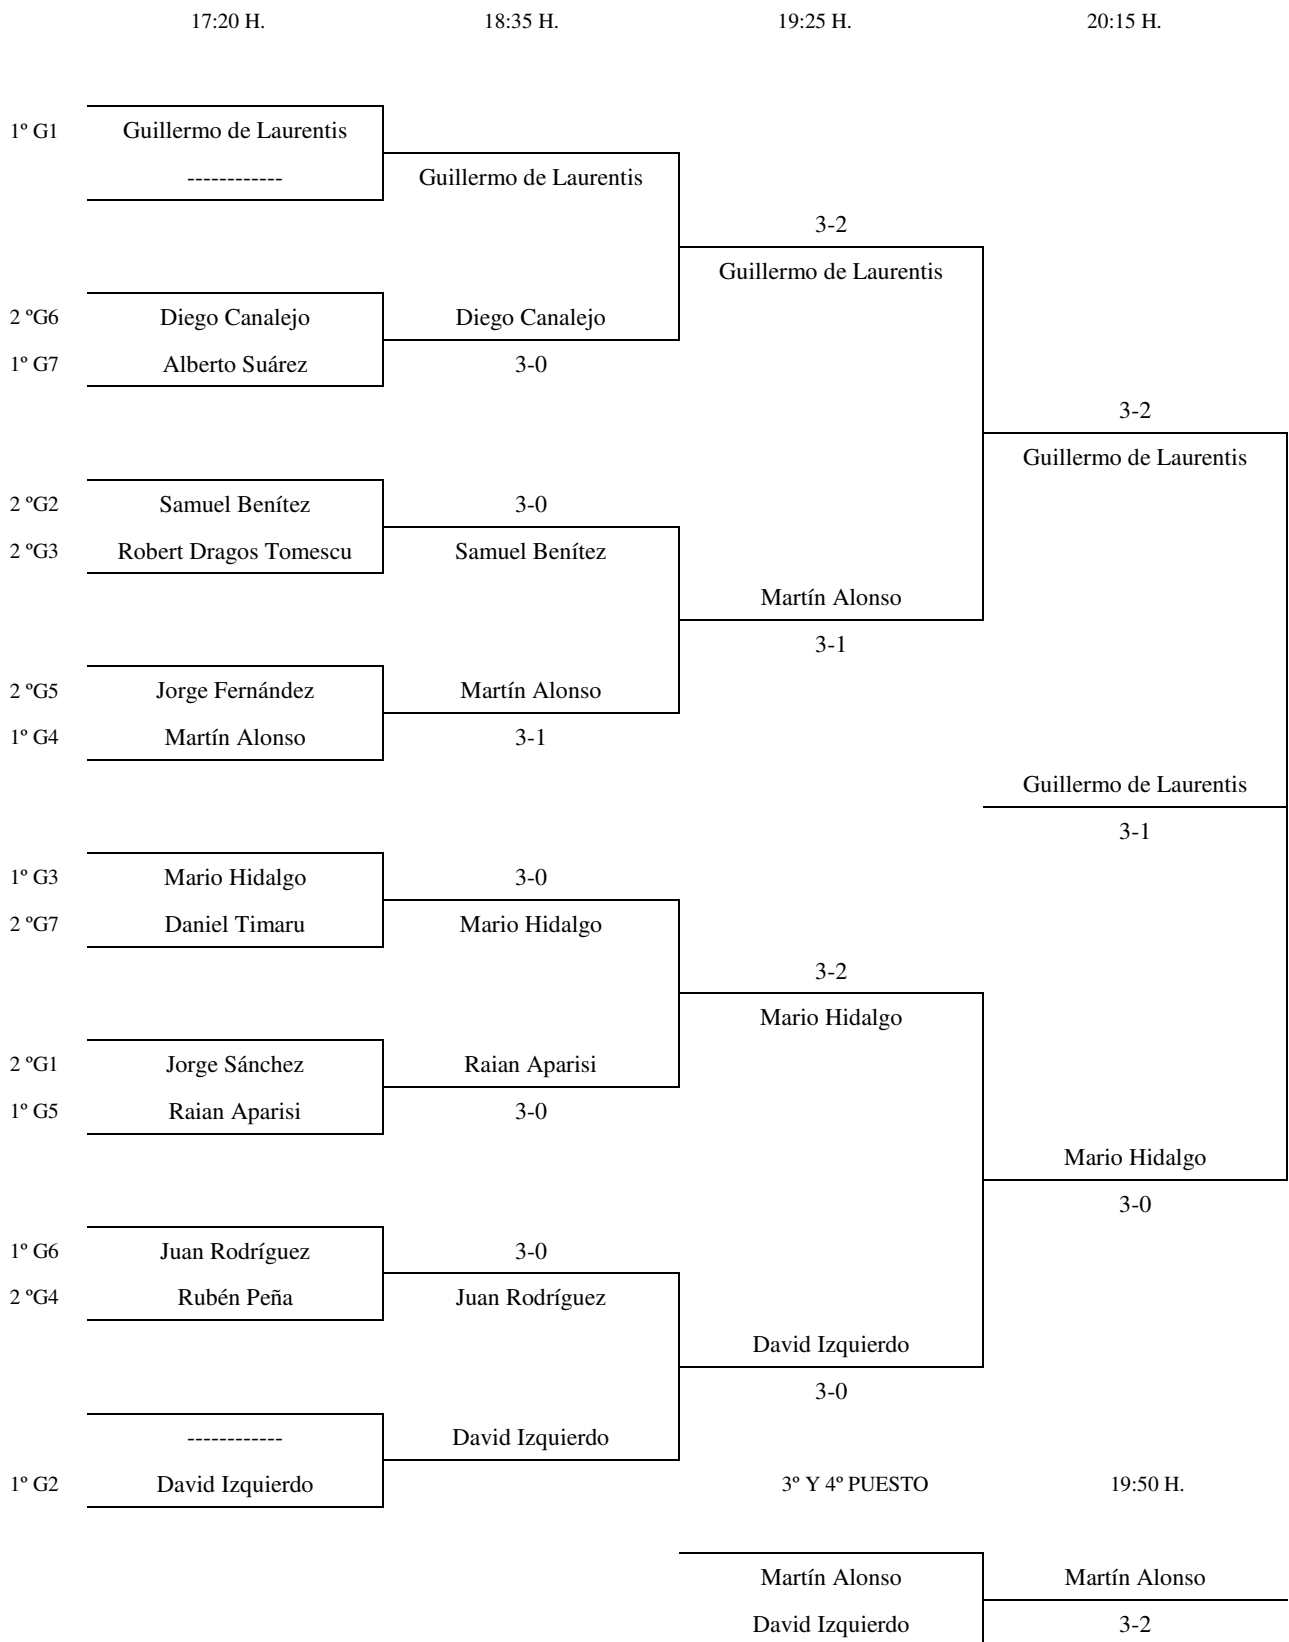 17:20 H. 18:35 H. 19:25 H. 20:15 H.
1º G1 Guillermo de Laurentis
------------ Guillermo de Laurentis
3-2
Guillermo de Laurentis
2 ºG6 Diego Canalejo Diego Canalejo
1º G7 Alberto Suárez 3-0
3-2
Guillermo de Laurentis
2 ºG2 Samuel Benítez 3-0
2 ºG3 Robert Dragos Tomescu Samuel Benítez
Martín Alonso
3-1
2 ºG5 Jorge Fernández Martín Alonso
1º G4 Martín Alonso 3-1
Guillermo de Laurentis
3-1
1º G3 Mario Hidalgo 3-0
2 ºG7 Daniel Timaru Mario Hidalgo
3-2
Mario Hidalgo
2 ºG1 Jorge Sánchez Raian Aparisi
1º G5 Raian Aparisi 3-0
Mario Hidalgo
3-0
1º G6 Juan Rodríguez 3-0
2 ºG4 Rubén Peña Juan Rodríguez
David Izquierdo
3-0
------------ David Izquierdo
1º G2 David Izquierdo 3º Y 4º PUESTO 19:50 H.
Martín Alonso Martín Alonso
David Izquierdo 3-2